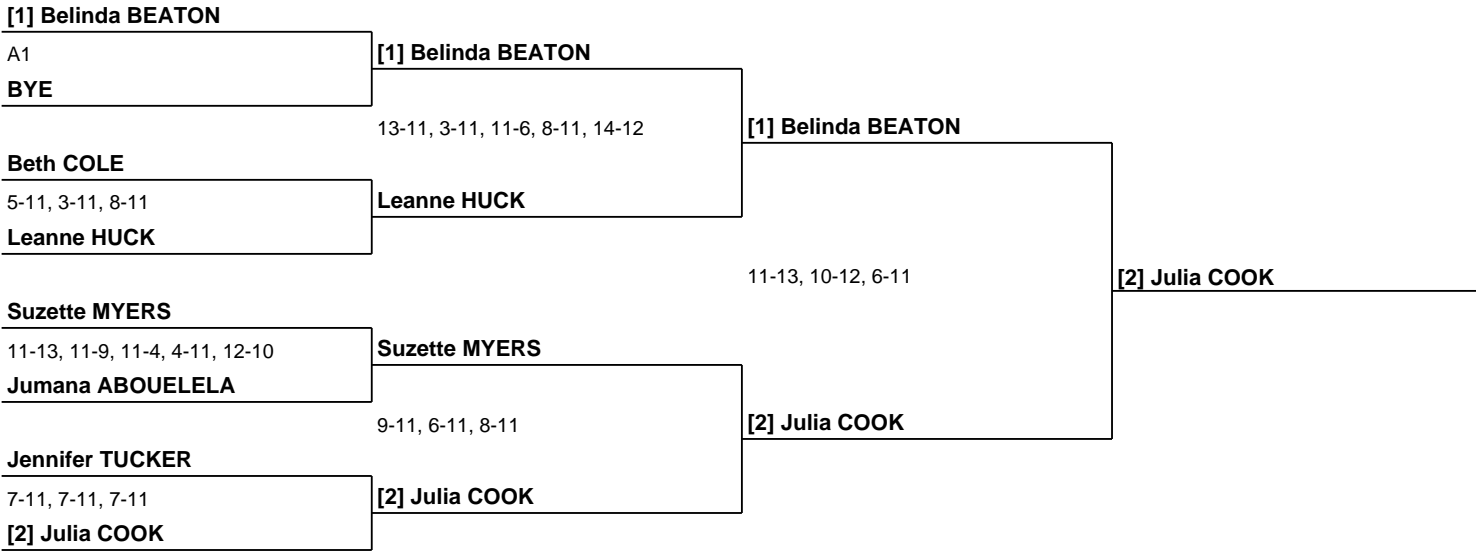 [1] Belinda BEATON
A1
[1] Belinda BEATON
BYE
13-11, 3-11, 11-6, 8-11, 14-12
[1] Belinda BEATON
Beth COLE
5-11, 3-11, 8-11
Leanne HUCK
Leanne HUCK
11-13, 10-12, 6-11
[2] Julia COOK
Suzette MYERS
11-13, 11-9, 11-4, 4-11, 12-10
Suzette MYERS
Jumana ABOUELELA
9-11, 6-11, 8-11
[2] Julia COOK
Jennifer TUCKER
7-11, 7-11, 7-11
[2] Julia COOK
[2] Julia COOK